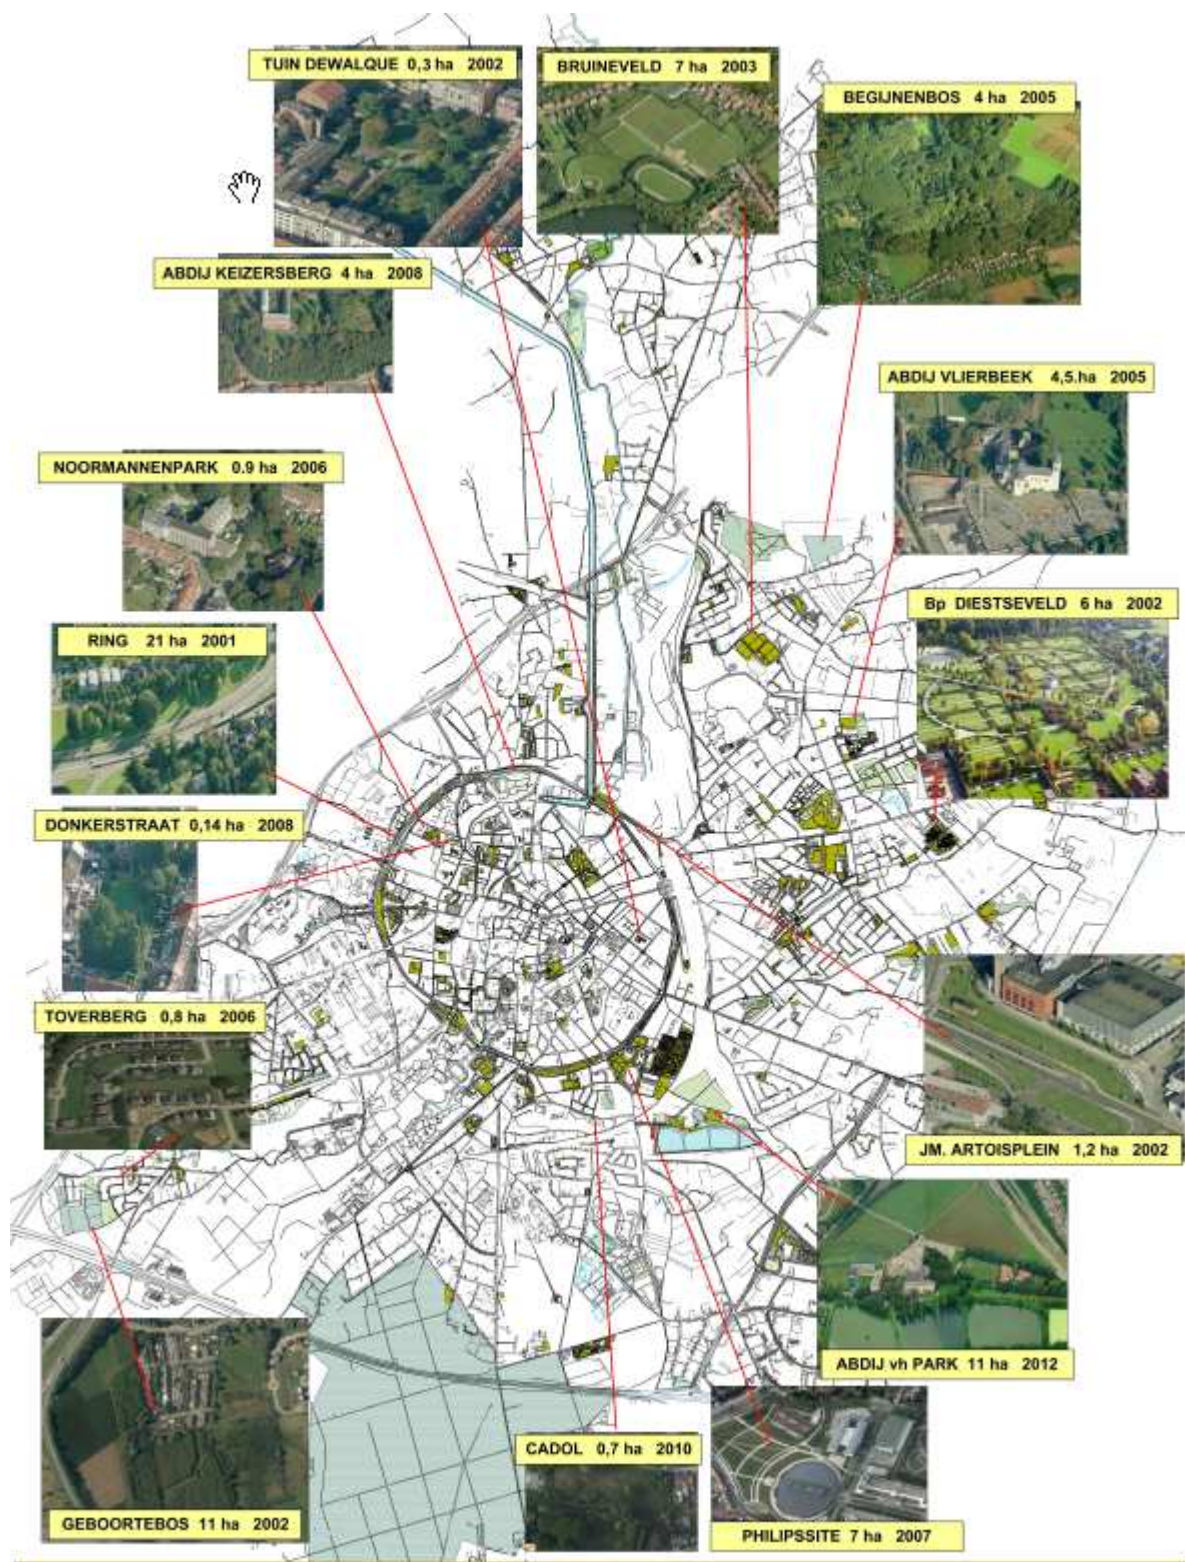 TUIN DEWALQUE 0,3 ha 2002
BRUINEVELD 7 ha 2003
BEGIJNENBOS 4 ha 2005
ABDIJ KEIZERSBERG 4 ha 2008
ABDIJ VLIERBEEK 4,5.ha 2005
NOORMANNENPARK 0.9 ha 2006
Bp DIESTSEVELD 6 ha 2002
RING 21 ha 2001
DONKERSTRAAT 0,14 ha 2008
TOVERBERG 0,8 ha 2006
JM. ARTOISPLEIN 1,2 ha 2002
ABDIJ vh PARK 11 ha 2012
CADOL 0,7 ha 2010
GEBOORTEBOS 11 ha 2002
PHILIPSSITE 7 ha 2007